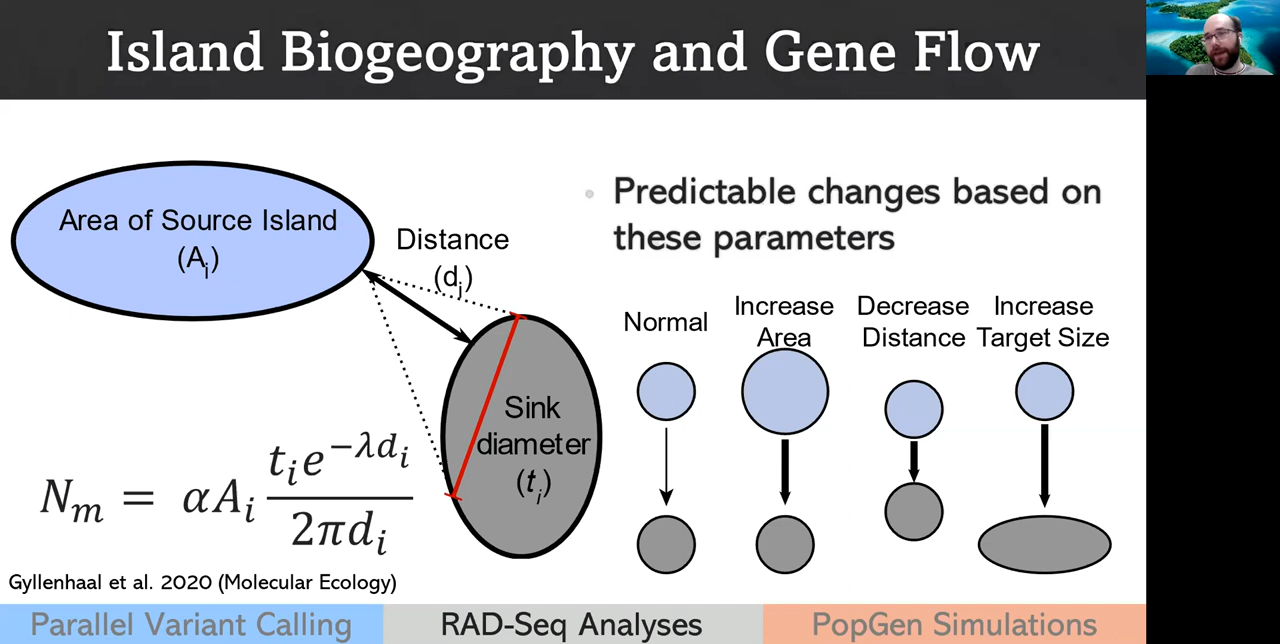 Island Biogeography and Gene Flow
Area of Source Island
(Aⱼ)
Distance
(dⱼ)
Sink
diameter
(tᵢ)
Nₘ = αAᵢ tᵢe^−λdᵢ / 2πdᵢ
Gyllenhaal et al. 2020 (Molecular Ecology)
• Predictable changes based on
these parameters
Normal
Increase
Area
Decrease
Distance
Increase
Target Size
Parallel Variant Calling
RAD-Seq Analyses
PopGen Simulations